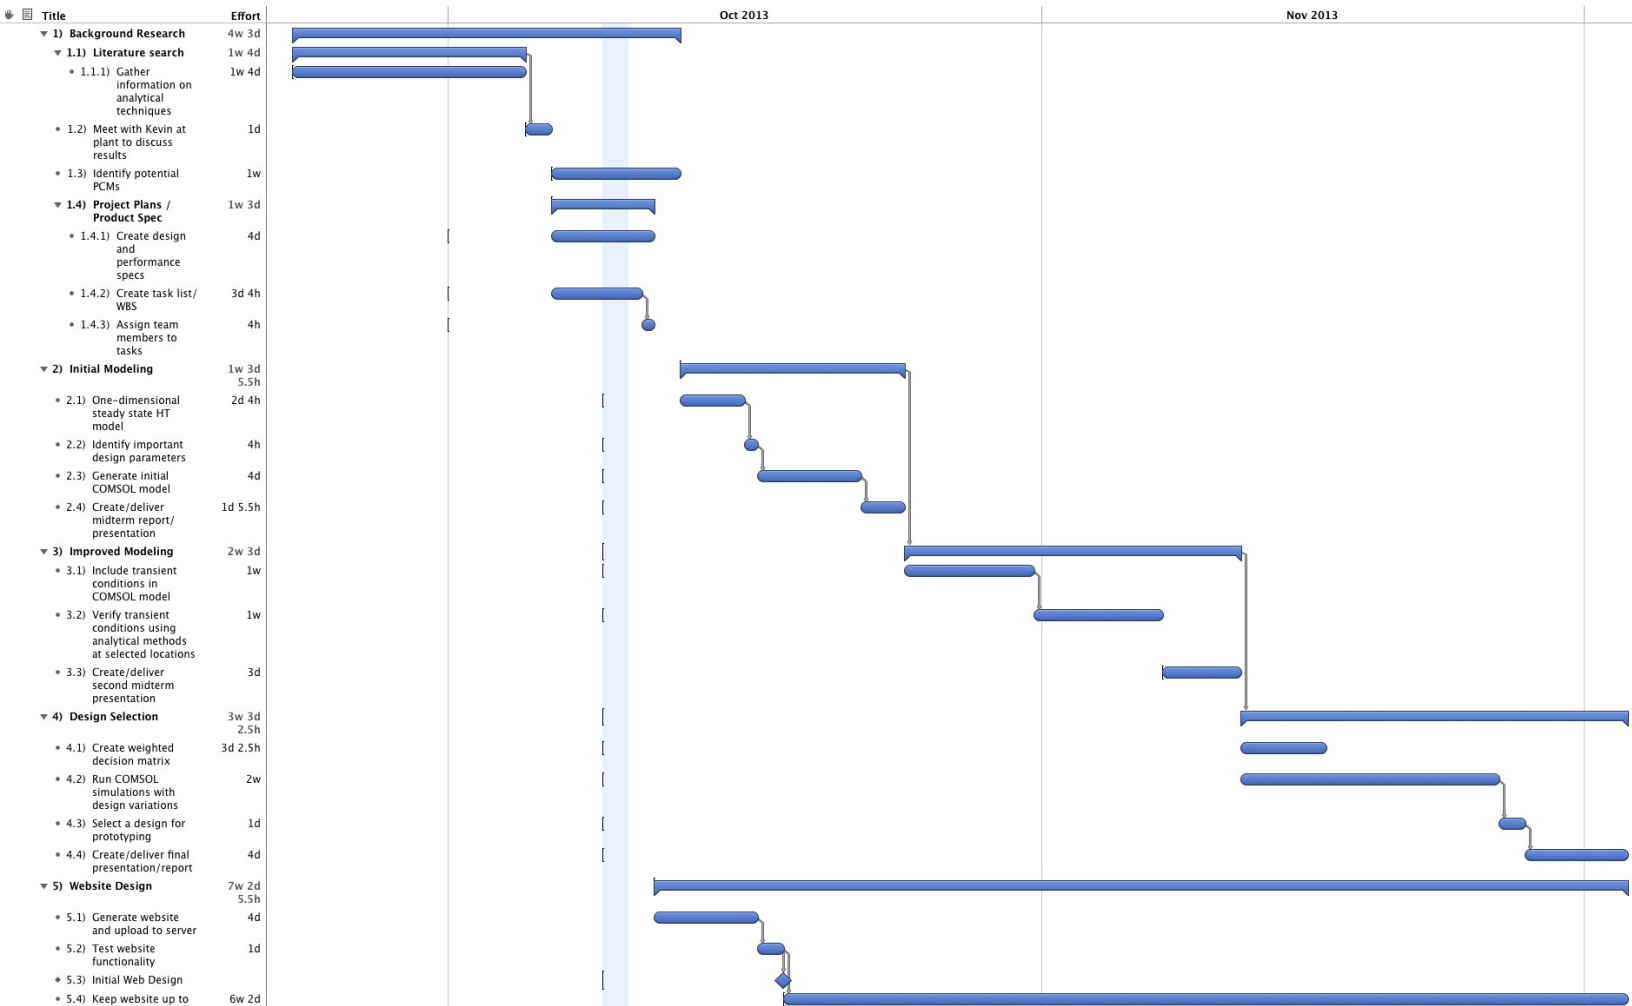 Title Effort Oct 2013 Nov 2013
1) Background Research 4w 3d
1.1) Literature search 1w 4d
1.1.1) Gather 1w 4d
information on
analytical
techniques
1.2) Meet with Kevin at 1d
plant to discuss
results
1.3) Identify potential 1w
PCMs
1.4) Project Plans / 1w 3d
Product Spec
1.4.1) Create design 4d
and
performance
specs
1.4.2) Create task list/ 3d 4h
WBS
1.4.3) Assign team 4h
members to
tasks
2) Initial Modeling 1w 3d
5.5h
2.1) One-dimensional 2d 4h
steady state HT
model
2.2) Identify important 4h
design parameters
2.3) Generate initial 4d
COMSOL model
2.4) Create/deliver 1d 5.5h
midterm report/
presentation
3) Improved Modeling 2w 3d
3.1) Include transient 1w
conditions in
COMSOL model
3.2) Verify transient 1w
conditions using
analytical methods
at selected locations
3.3) Create/deliver 3d
second midterm
presentation
4) Design Selection 3w 3d
2.5h
4.1) Create weighted 3d 2.5h
decision matrix
4.2) Run COMSOL 2w
simulations with
design variations
4.3) Select a design for 1d
prototyping
4.4) Create/deliver final 4d
presentation/report
5) Website Design 7w 2d
5.5h
5.1) Generate website 4d
and upload to server
5.2) Test website 1d
functionality
5.3) Initial Web Design
5.4) Keep website up to 6w 2d